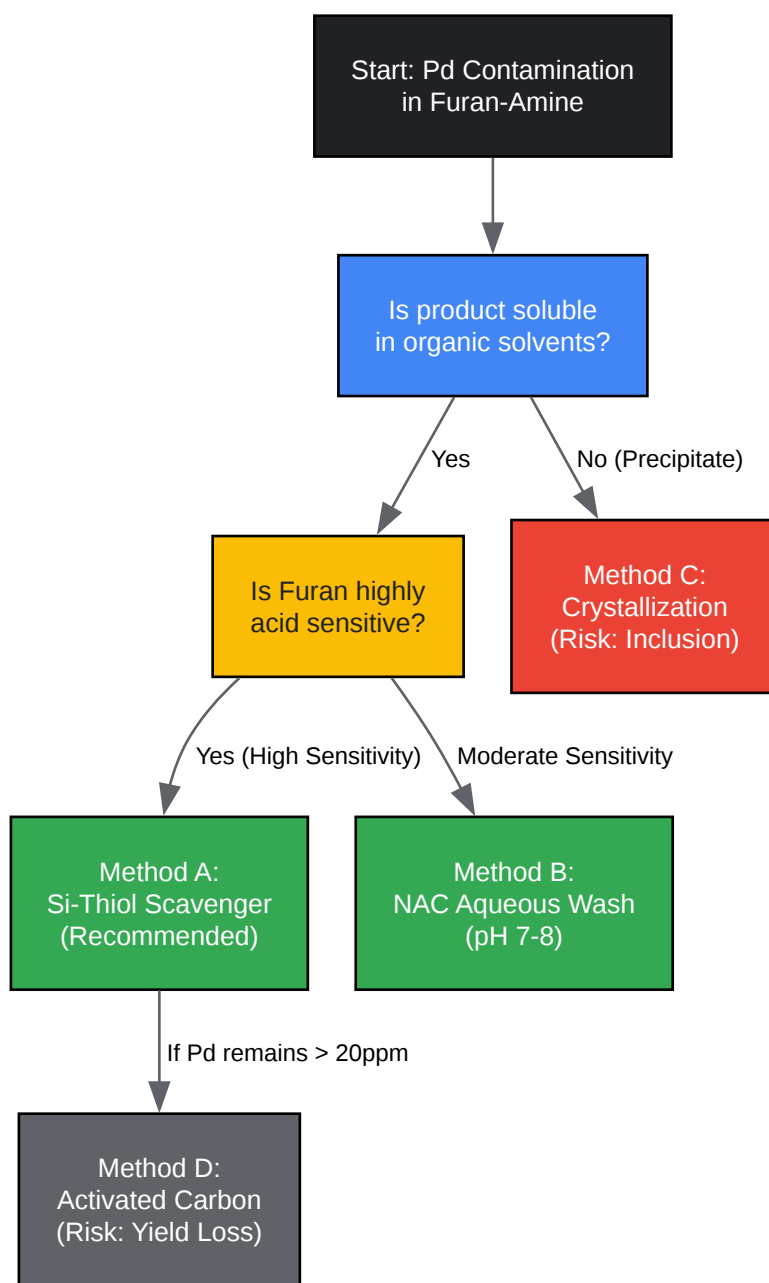 Start: Pd Contamination
in Furan-Amine
Is product soluble
in organic solvents?
Yes
No (Precipitate)
Is Furan highly
acid sensitive?
Method C:
Crystallization
(Risk: Inclusion)
Yes (High Sensitivity)
Moderate Sensitivity
Method A:
Si-Thiol Scavenger
(Recommended)
Method B:
NAC Aqueous Wash
(pH 7-8)
If Pd remains > 20ppm
Method D:
Activated Carbon
(Risk: Yield Loss)